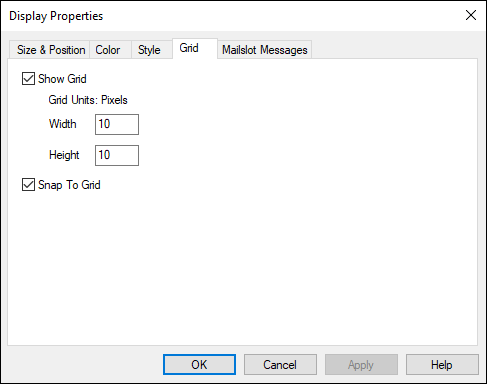 Display Properties
Size & Position Color Style Grid Mailslot Messages
Show Grid
Grid Units: Pixels
Width 10
Height 10
Snap To Grid
OK Cancel Apply Help